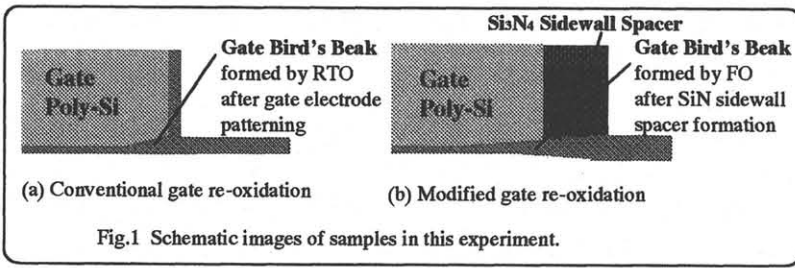 Gate
Poly-Si
Gate Bird's Beak
formed by RTO
after gate electrode
patterning
(a) Conventional gate re-oxidation
Si3N4 Sidewall Spacer
Gate
Poly-Si
Gate Bird's Beak
formed by FO
after SiN sidewall
spacer formation
(b) Modified gate re-oxidation
Fig.1 Schematic images of samples in this experiment.